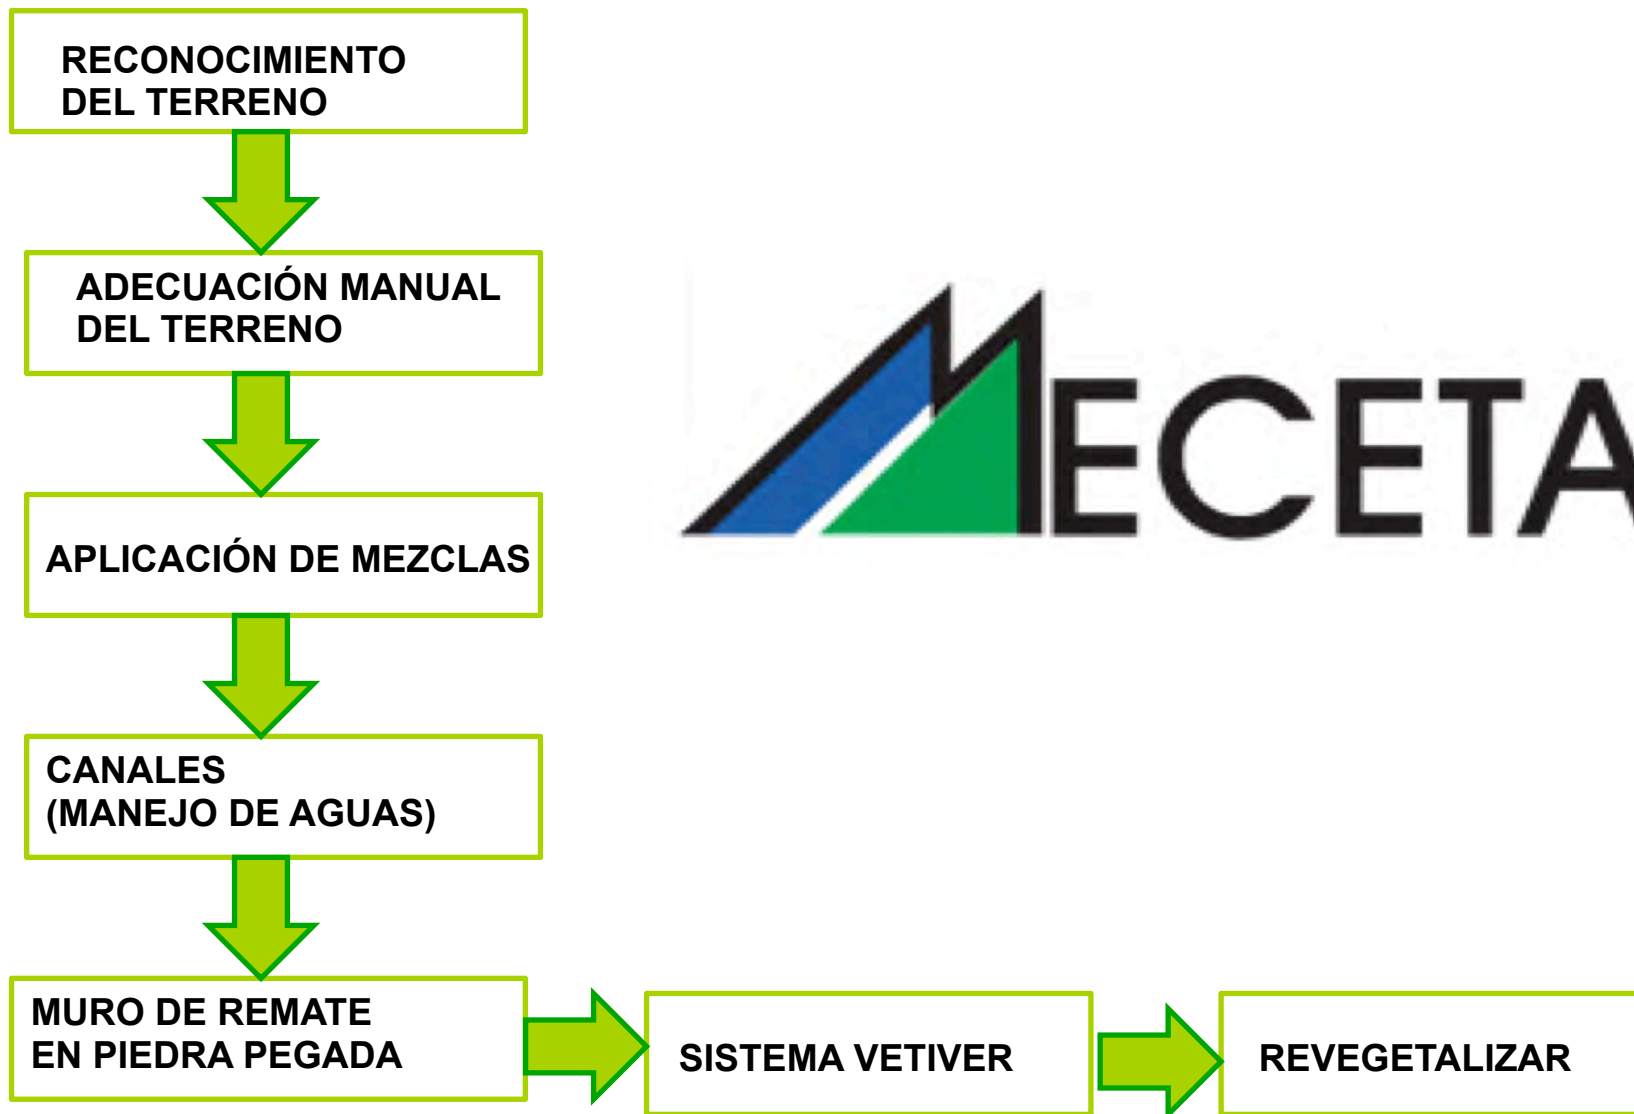 RECONOCIMIENTO
DEL TERRENO
ADECUACIÓN MANUAL
DEL TERRENO
MECETA
APLICACIÓN DE MEZCLAS
CANALES
(MANEJO DE AGUAS)
MURO DE REMATE
EN PIEDRA PEGADA
SISTEMA VETIVER
REVEGETALIZAR